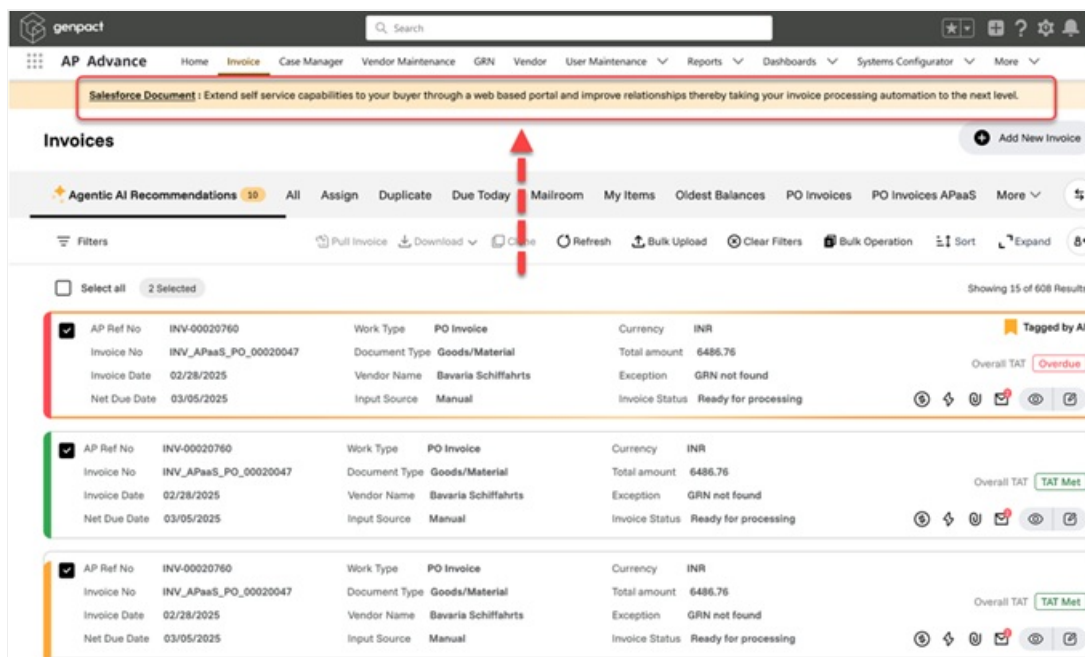 genpact
Search
AP Advance Home Invoice Case Manager Vendor Maintenance GRN Vendor User Maintenance Reports Dashboards Systems Configurator More
Salesforce Document : Extend self service capabilities to your buyer through a web based portal and improve relationships thereby taking your invoice processing automation to the next level.
Invoices
Add New Invoice
Agentic AI Recommendations 10 All Assign Duplicate Due Today Mailroom My Items Oldest Balances PO Invoices PO Invoices APaaS More
Filters Pull Invoice Download Clone Refresh Bulk Upload Clear Filters Bulk Operation Sort Expand
Select all 2 Selected Showing 15 of 608 Results
AP Ref No INV-00020760 Work Type PO Invoice Currency INR Tagged by AI
Invoice No INV_APaaS_PO_00020047 Document Type Goods/Material Total amount 6486.76
Overall TAT Overdue
Invoice Date 02/28/2025 Vendor Name Bavaria Schiffahrts Exception GRN not found
Net Due Date 03/05/2025 Input Source Manual Invoice Status Ready for processing
AP Ref No INV-00020760 Work Type PO Invoice Currency INR
Invoice No INV_APaaS_PO_00020047 Document Type Goods/Material Total amount 6486.76
Overall TAT TAT Met
Invoice Date 02/28/2025 Vendor Name Bavaria Schiffahrts Exception GRN not found
Net Due Date 03/05/2025 Input Source Manual Invoice Status Ready for processing
AP Ref No INV-00020760 Work Type PO Invoice Currency INR
Invoice No INV_APaaS_PO_00020047 Document Type Goods/Material Total amount 6486.76
Overall TAT TAT Met
Invoice Date 02/28/2025 Vendor Name Bavaria Schiffahrts Exception GRN not found
Net Due Date 03/05/2025 Input Source Manual Invoice Status Ready for processing